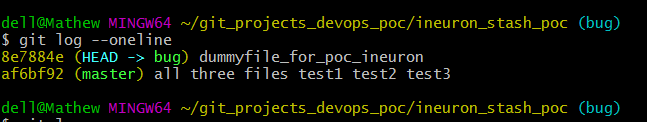 dell@Mathew MINGW64 ~/git_projects_devops_poc/ineuron_stash_poc (bug)
$ git log --oneline
8e7884e (HEAD -> bug) dummyfile_for_poc_ineuron
af6bf92 (master) all three files test1 test2 test3
dell@Mathew MINGW64 ~/git_projects_devops_poc/ineuron_stash_poc (bug)